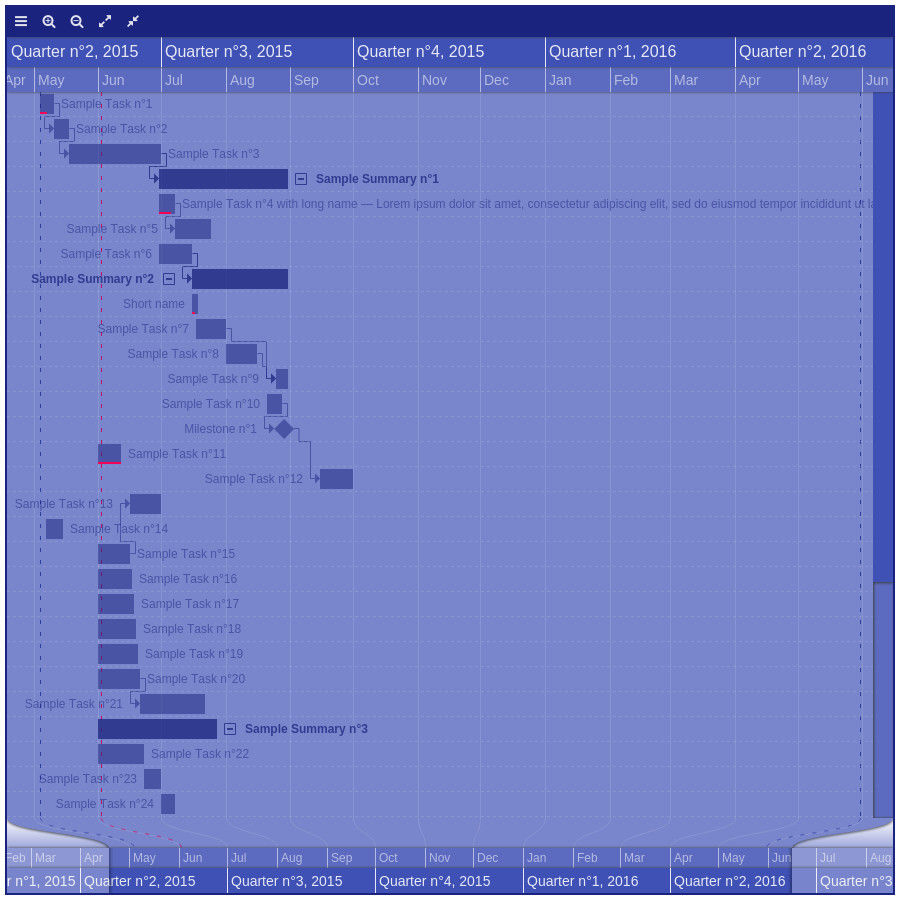 Quarter n°2, 2015 Quarter n°3, 2015 Quarter n°4, 2015 Quarter n°1, 2016 Quarter n°2, 2016
Apr May Jun Jul Aug Sep Oct Nov Dec Jan Feb Mar Apr May Jun
Sample Task n°1
Sample Task n°2
Sample Task n°3
Sample Summary n°1
Sample Task n°4 with long name — Lorem ipsum dolor sit amet, consectetur adipiscing elit, sed do eiusmod tempor incididunt ut la
Sample Task n°5
Sample Task n°6
Sample Summary n°2
Short name
Sample Task n°7
Sample Task n°8
Sample Task n°9
Sample Task n°10
Milestone n°1
Sample Task n°11
Sample Task n°12
Sample Task n°13
Sample Task n°14
Sample Task n°15
Sample Task n°16
Sample Task n°17
Sample Task n°18
Sample Task n°19
Sample Task n°20
Sample Task n°21
Sample Summary n°3
Sample Task n°22
Sample Task n°23
Sample Task n°24
Feb Mar Apr May Jun Jul Aug Sep Oct Nov Dec Jan Feb Mar Apr May Jun Jul Aug
r n°1, 2015 Quarter n°2, 2015 Quarter n°3, 2015 Quarter n°4, 2015 Quarter n°1, 2016 Quarter n°2, 2016 Quarter n°3